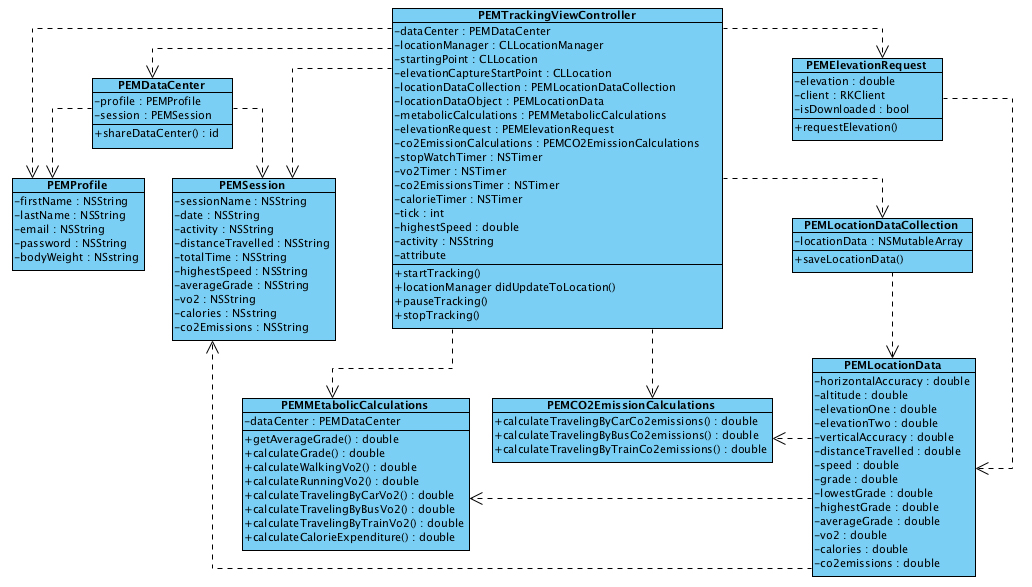 PEMTrackingViewController
-dataCenter : PEMDataCenter
-locationManager : CLLocationManager
-startingPoint : CLLocation
-elevationCaptureStartPoint : CLLocation
-locationDataCollection : PEMLocationDataCollection
-locationDataObject : PEMLocationData
-metabolicCalculations : PEMMetabolicCalculations
-elevationRequest : PEMElevationRequest
-co2EmissionCalculations : PEMCO2EmissionCalculations
-stopWatchTimer : NSTimer
-vo2Timer : NSTimer
-co2EmissionsTimer : NSTimer
-calorieTimer : NSTimer
-tick : int
-highestSpeed : double
-activity : NSString
-attribute
+startTracking()
+locationManager didUpdateToLocation()
+pauseTracking()
+stopTracking()
PEMDataCenter
-profile : PEMProfile
-session : PEMSession
+shareDataCenter() : id
PEMElevationRequest
-elevation : double
-client : RKClient
-isDownloaded : bool
+requestElevation()
PEMProfile
-firstName : NSString
-lastName : NSString
-email : NSString
-password : NSString
-bodyWeight : NSstring
PEMSession
-sessionName : NSString
-date : NSString
-activity : NSString
-distanceTravelled : NSString
-totalTime : NSString
-highestSpeed : NSString
-averageGrade : NSString
-vo2 : NSString
-calories : NSstring
-co2Emissions : NSString
PEMLocationDataCollection
-locationData : NSMutableArray
+saveLocationData()
PEMMEtabolicCalculations
-dataCenter : PEMDataCenter
+getAverageGrade() : double
+calculateGrade() : double
+calculateWalkingVo2() : double
+calculateRunningVo2() : double
+calculateTravelingByCarVo2() : double
+calculateTravelingByBusVo2() : double
+calculateTravelingByTrainVo2() : double
+calculateCalorieExpenditure() : double
PEMCO2EmissionCalculations
+calculateTravelingByCarCo2emissions() : double
+calculateTravelingByBusCo2emissions() : double
+calculateTravelingByTrainCo2emissions() : double
PEMLocationData
-horizontalAccuracy : double
-altitude : double
-elevationOne : double
-elevationTwo : double
-verticalAccuracy : double
-distanceTravelled : double
-speed : double
-grade : double
-lowestGrade : double
-highestGrade : double
-averageGrade : double
-vo2 : double
-calories : double
-co2emissions : double